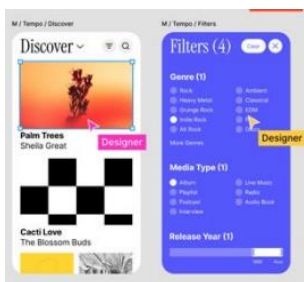 M / Tempo / Discover
Discover
Palm Trees
Sheila Great
Designer
Cacti Love
The Blossom Buds
M / Tempo / Filters
Filters (4)
Clear
Genre (1)
Rock
Ambient
Heavy Metal
Classical
Grunge Rock
EDM
Indie Rock
Alt Rock
Designer
More Genres
Media Type (1)
Album
Live Music
Playlist
Radio
Podcast
Audio Book
Interview
Release Year (1)